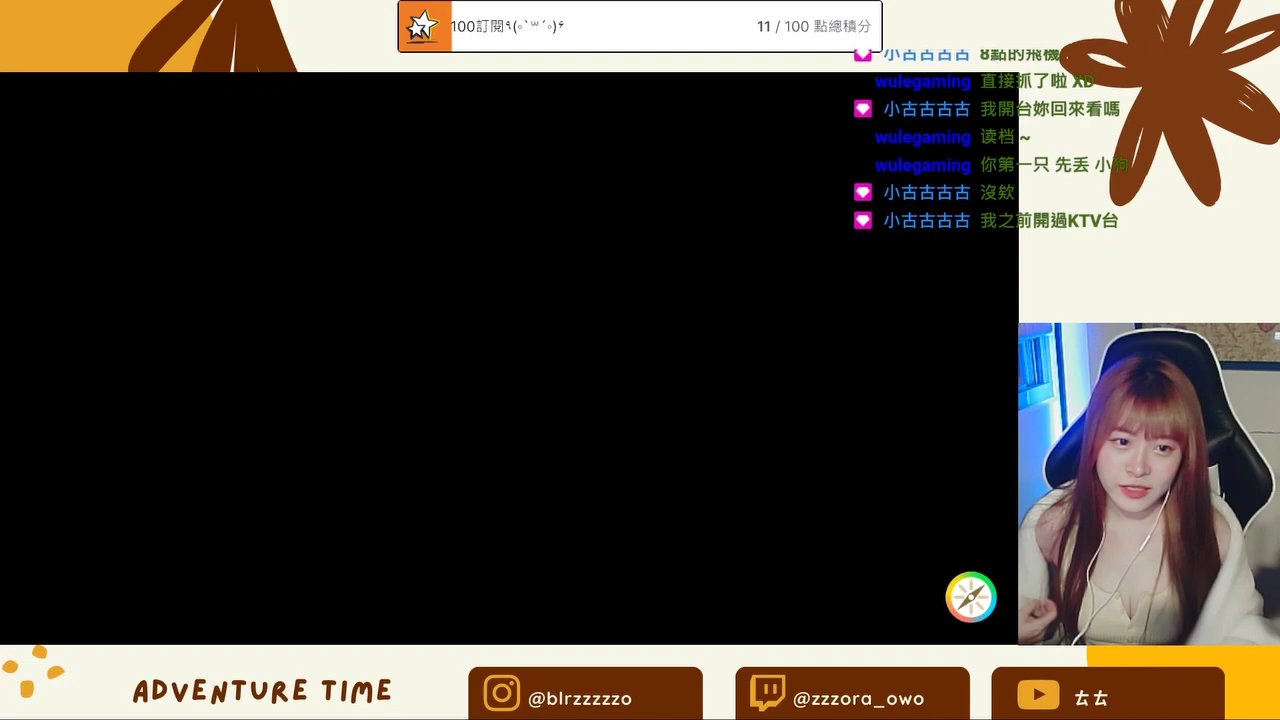 100訂閱٩(◦`꒳´◦)۶ 11 / 100 點總積分
小古古古古 8點的飛機
wulegaming 直接抓了啦 XD
小古古古古 我開台妳回來看嗎
wulegaming 读档 ~
wulegaming 你第一只 先丢 小狗
小古古古古 沒欸
小古古古古 我之前開過KTV台
ADVENTURE TIME
@blrzzzzzo
@zzzora_owo
ㄊㄊ